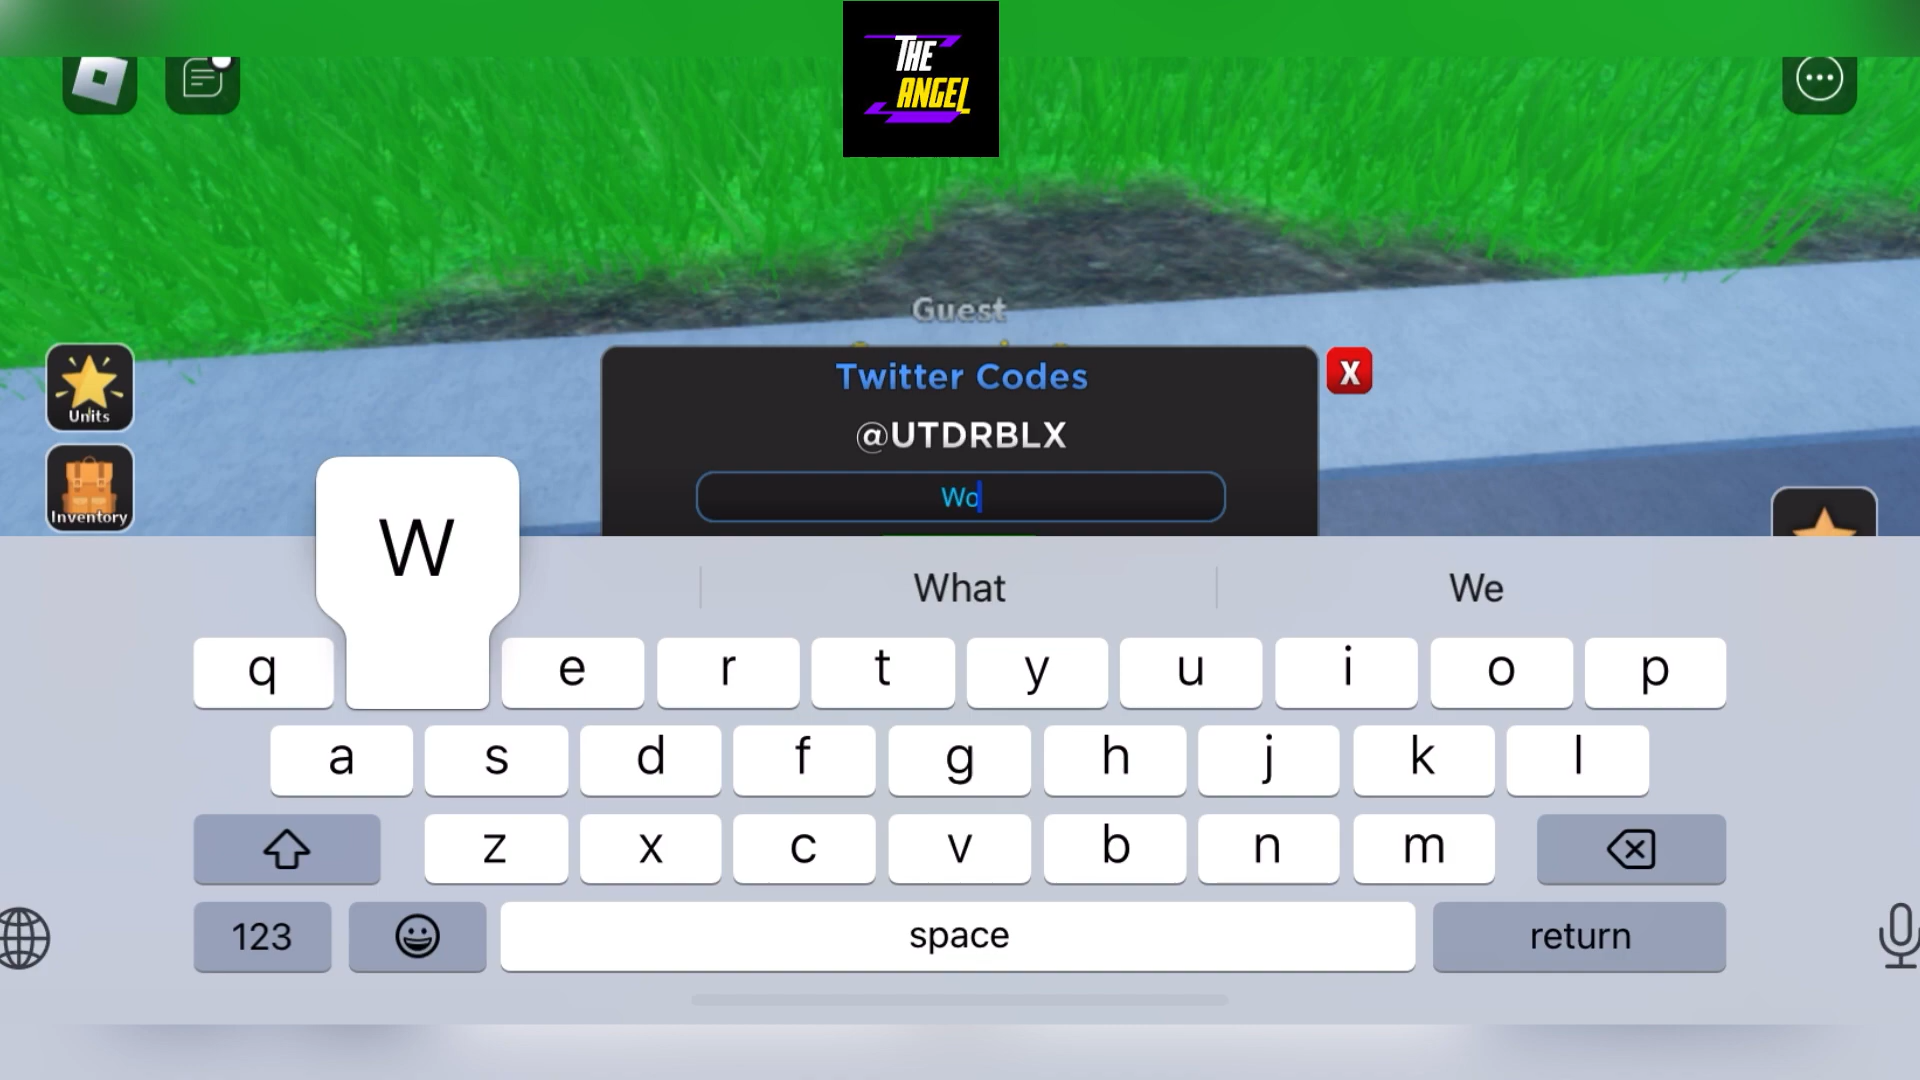 THE
ANGEL
Guest
Twitter Codes
X
@UTDRBLX
Units
Wo
Inventory
W
What
We
q
e
r
t
y
u
i
o
p
a
s
d
f
g
h
j
k
l
z
x
c
v
b
n
m
123
space
return